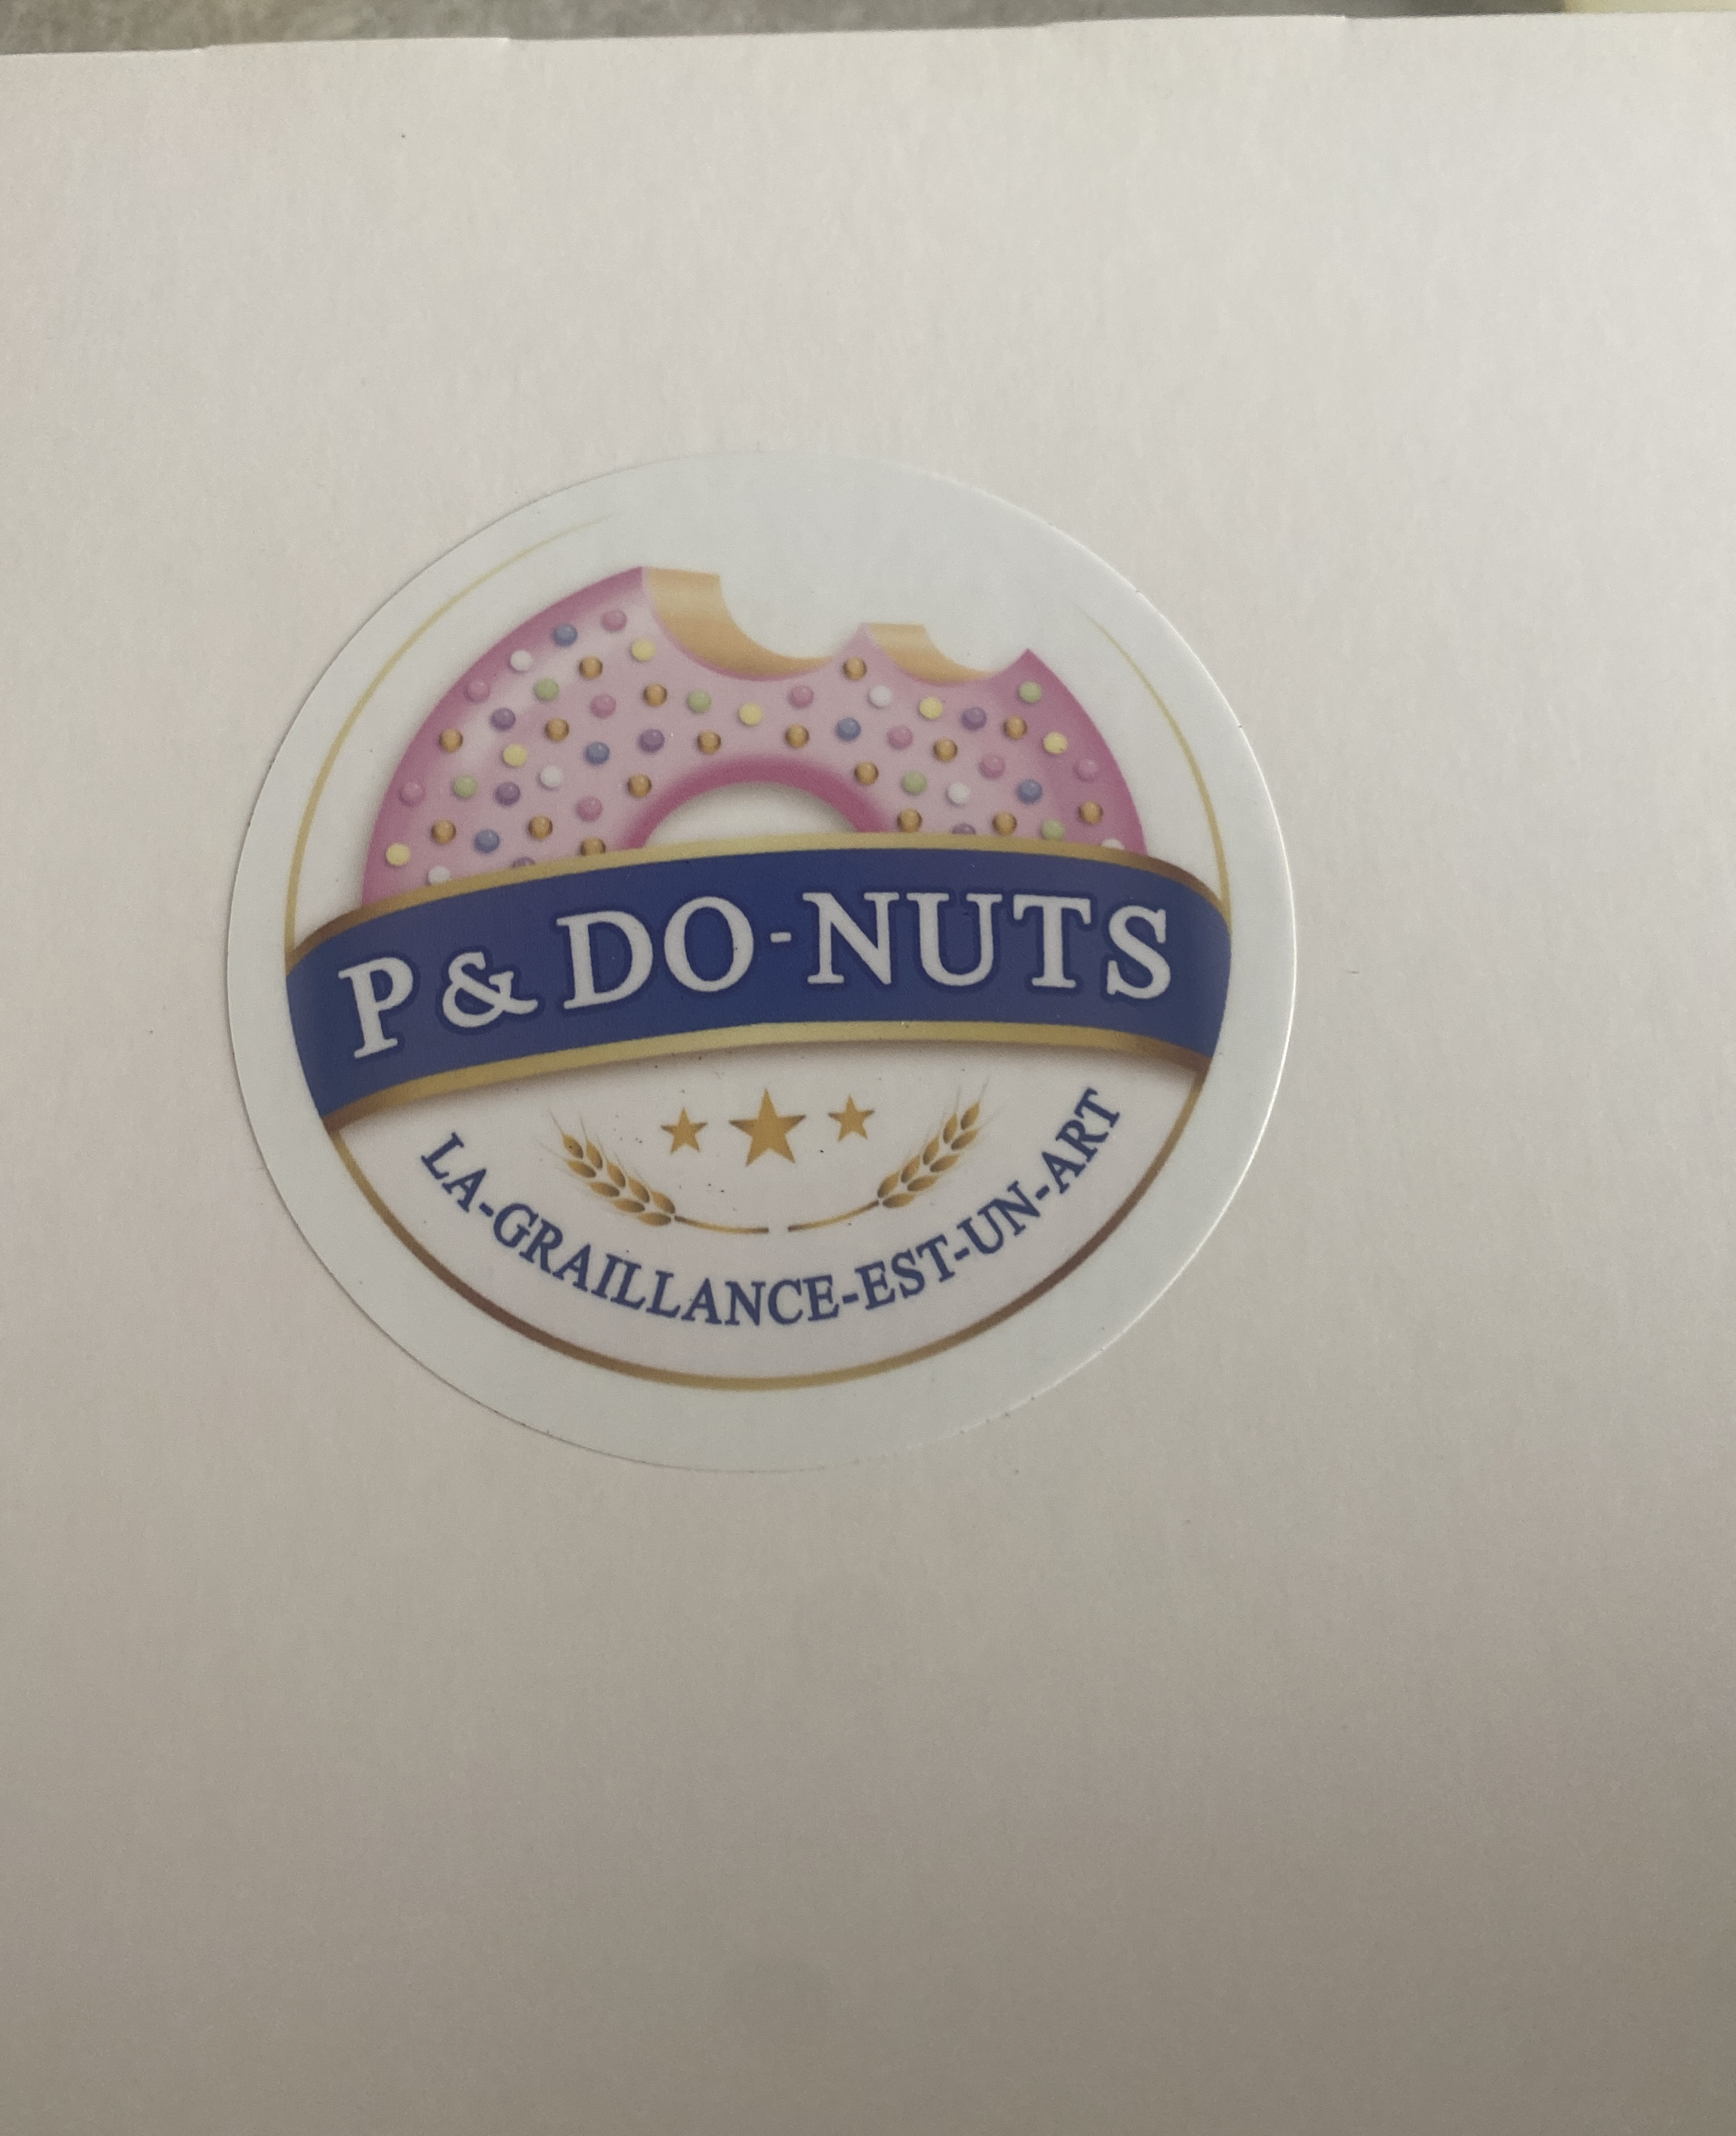 P & DO-NUTS
LA-GRAILLANCE-EST-UN-ART